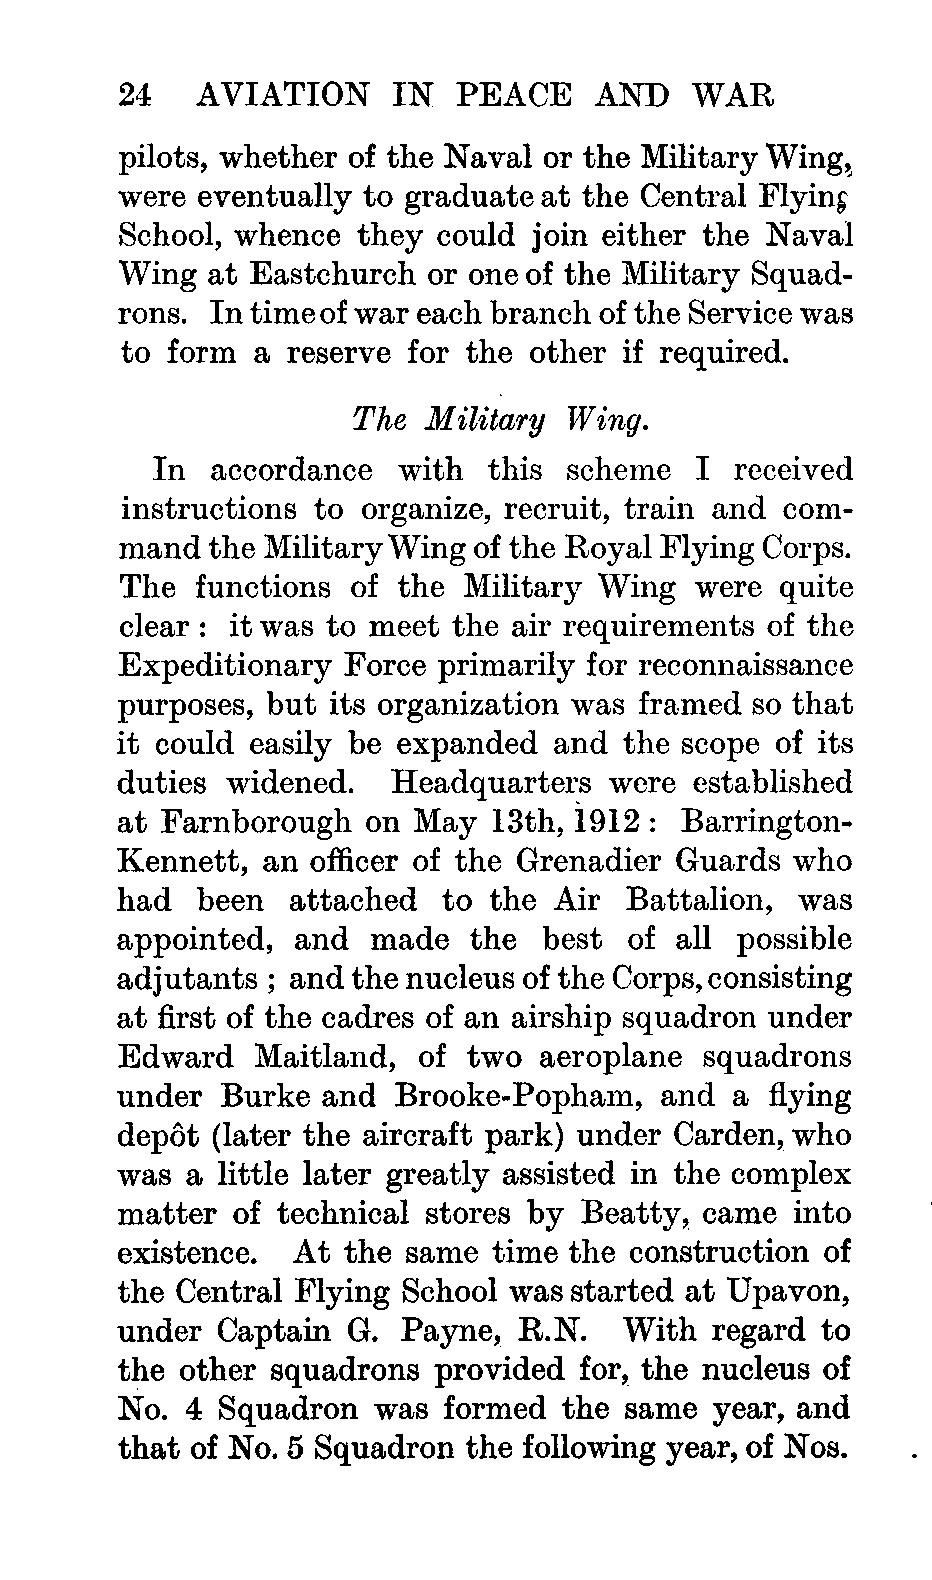 24 AVIATION IN PEACE AND WAR
pilots, whether of the Naval or the Military Wing,
were eventually to graduate at the Central Flying
School, whence they could join either the Naval
Wing at Eastchurch or one of the Military Squad-
rons. In time of war each branch of the Service was
to form a reserve for the other if required.
The Military Wing.
In accordance with this scheme I received
instructions to organize, recruit, train and com-
mand the Military Wing of the Royal Flying Corps.
The functions of the Military Wing were quite
clear : it was to meet the air requirements of the
Expeditionary Force primarily for reconnaissance
purposes, but its organization was framed so that
it could easily be expanded and the scope of its
duties widened. Headquarters were established
at Farnborough on May 13th, 1912 : Barrington-
Kennett, an officer of the Grenadier Guards who
had been attached to the Air Battalion, was
appointed, and made the best of all possible
adjutants ; and the nucleus of the Corps, consisting
at first of the cadres of an airship squadron under
Edward Maitland, of two aeroplane squadrons
under Burke and Brooke-Popham, and a flying
depôt (later the aircraft park) under Carden, who
was a little later greatly assisted in the complex
matter of technical stores by Beatty, came into
existence. At the same time the construction of
the Central Flying School was started at Upavon,
under Captain G. Payne, R.N. With regard to
the other squadrons provided for, the nucleus of
No. 4 Squadron was formed the same year, and
that of No. 5 Squadron the following year, of Nos.